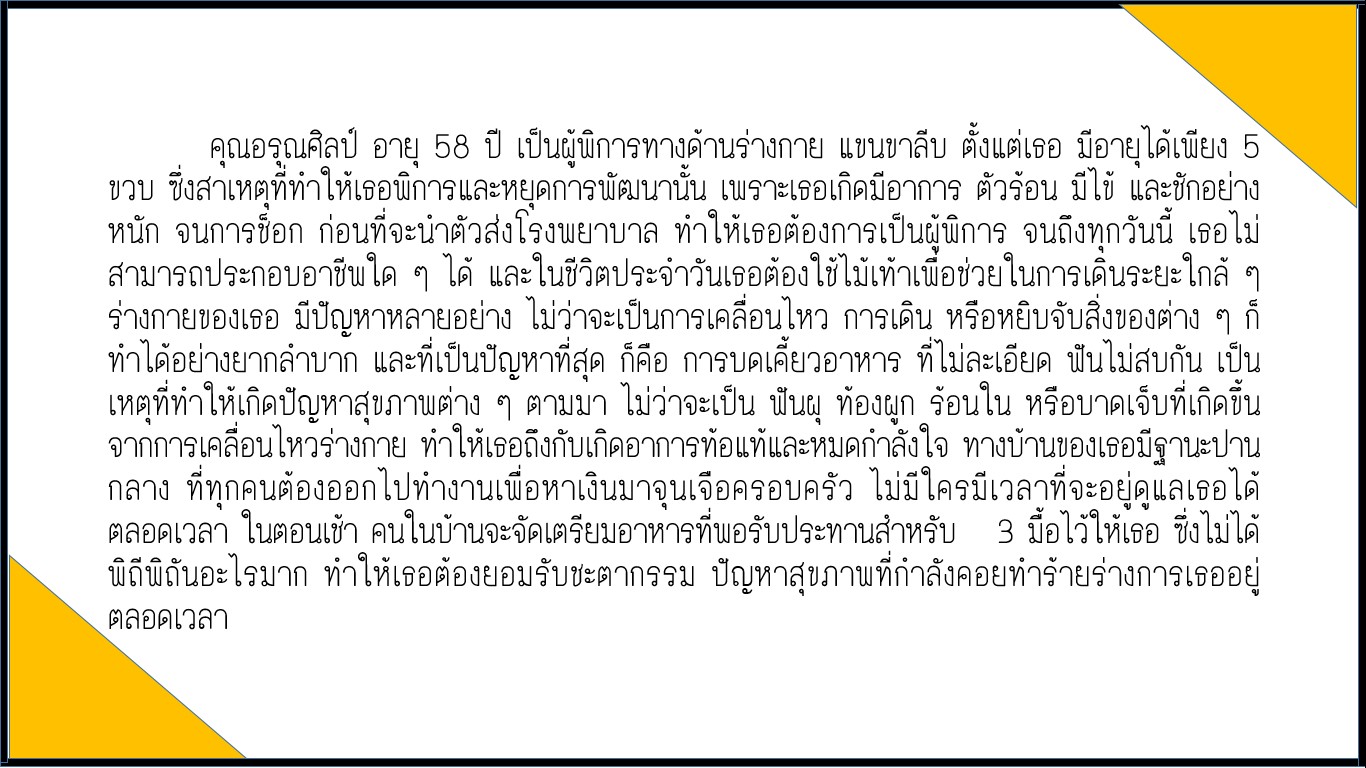 คุณอรุณศิลป์ อายุ 58 ปี เป็นผู้พิการทางด้านร่างกาย แขนขาลีบ ตั้งแต่เธอ มีอายุได้เพียง 5
ขวบ ซึ่งสาเหตุที่ทำให้เธอพิการและหยุดการพัฒนานั้น เพราะเธอเกิดมีอาการ ตัวร้อน มีไข้ และชักอย่าง
หนัก จนการช็อก ก่อนที่จะนำตัวส่งโรงพยาบาล ทำให้เธอต้องการเป็นผู้พิการ จนถึงทุกวันนี้ เธอไม่
สามารถประกอบอาชีพใด ๆ ได้ และในชีวิตประจำวันเธอต้องใช้ไม้เท้าเพื่อช่วยในการเดินระยะใกล้ ๆ
ร่างกายของเธอ มีปัญหาหลายอย่าง ไม่ว่าจะเป็นการเคลื่อนไหว การเดิน หรือหยิบจับสิ่งของต่าง ๆ ก็
ทำได้อย่างยากลำบาก และที่เป็นปัญหาที่สุด ก็คือ การบดเคี้ยวอาหาร ที่ไม่ละเอียด ฟันไม่สบกัน เป็น
เหตุที่ทำให้เกิดปัญหาสุขภาพต่าง ๆ ตามมา ไม่ว่าจะเป็น ฟันผุ ท้องผูก ร้อนใน หรือบาดเจ็บที่เกิดขึ้น
จากการเคลื่อนไหวร่างกาย ทำให้เธอถึงกับเกิดอาการท้อแท้และหมดกำลังใจ ทางบ้านของเธอมีฐานะปาน
กลาง ที่ทุกคนต้องออกไปทำงานเพื่อหาเงินมาจุนเจือครอบครัว ไม่มีใครมีเวลาที่จะอยู่ดูแลเธอได้
ตลอดเวลา ในตอนเช้า คนในบ้านจะจัดเตรียมอาหารที่พอรับประทานสำหรับ 3 มื้อไว้ให้เธอ ซึ่งไม่ได้
พิถีพิถันอะไรมาก ทำให้เธอต้องยอมรับชะตากรรม ปัญหาสุขภาพที่กำลังคอยทำร้ายร่างการเธออยู่
ตลอดเวลา